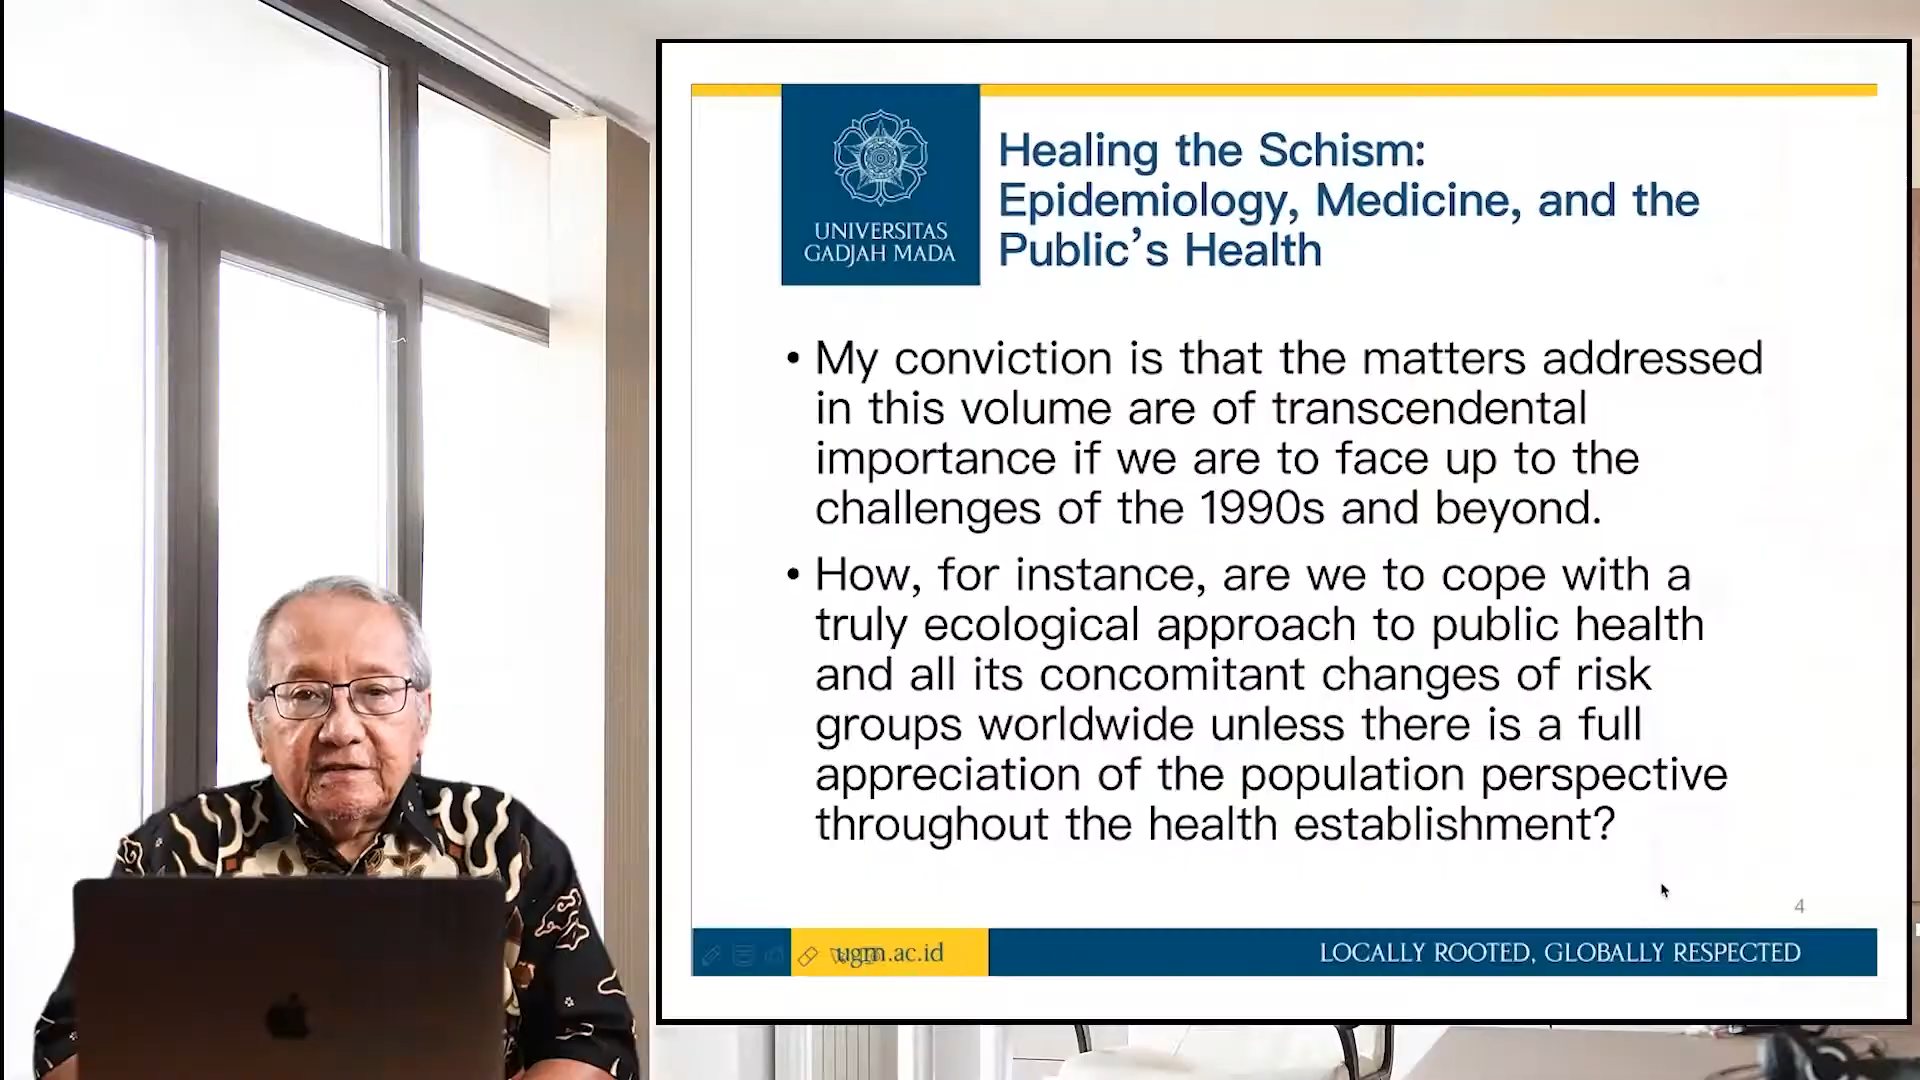 UNIVERSITAS
GADJAH MADA
Healing the Schism:
Epidemiology, Medicine, and the
Public’s Health
• My conviction is that the matters addressed
in this volume are of transcendental
importance if we are to face up to the
challenges of the 1990s and beyond.
• How, for instance, are we to cope with a
truly ecological approach to public health
and all its concomitant changes of risk
groups worldwide unless there is a full
appreciation of the population perspective
throughout the health establishment?
4
ugm.ac.id
LOCALLY ROOTED, GLOBALLY RESPECTED